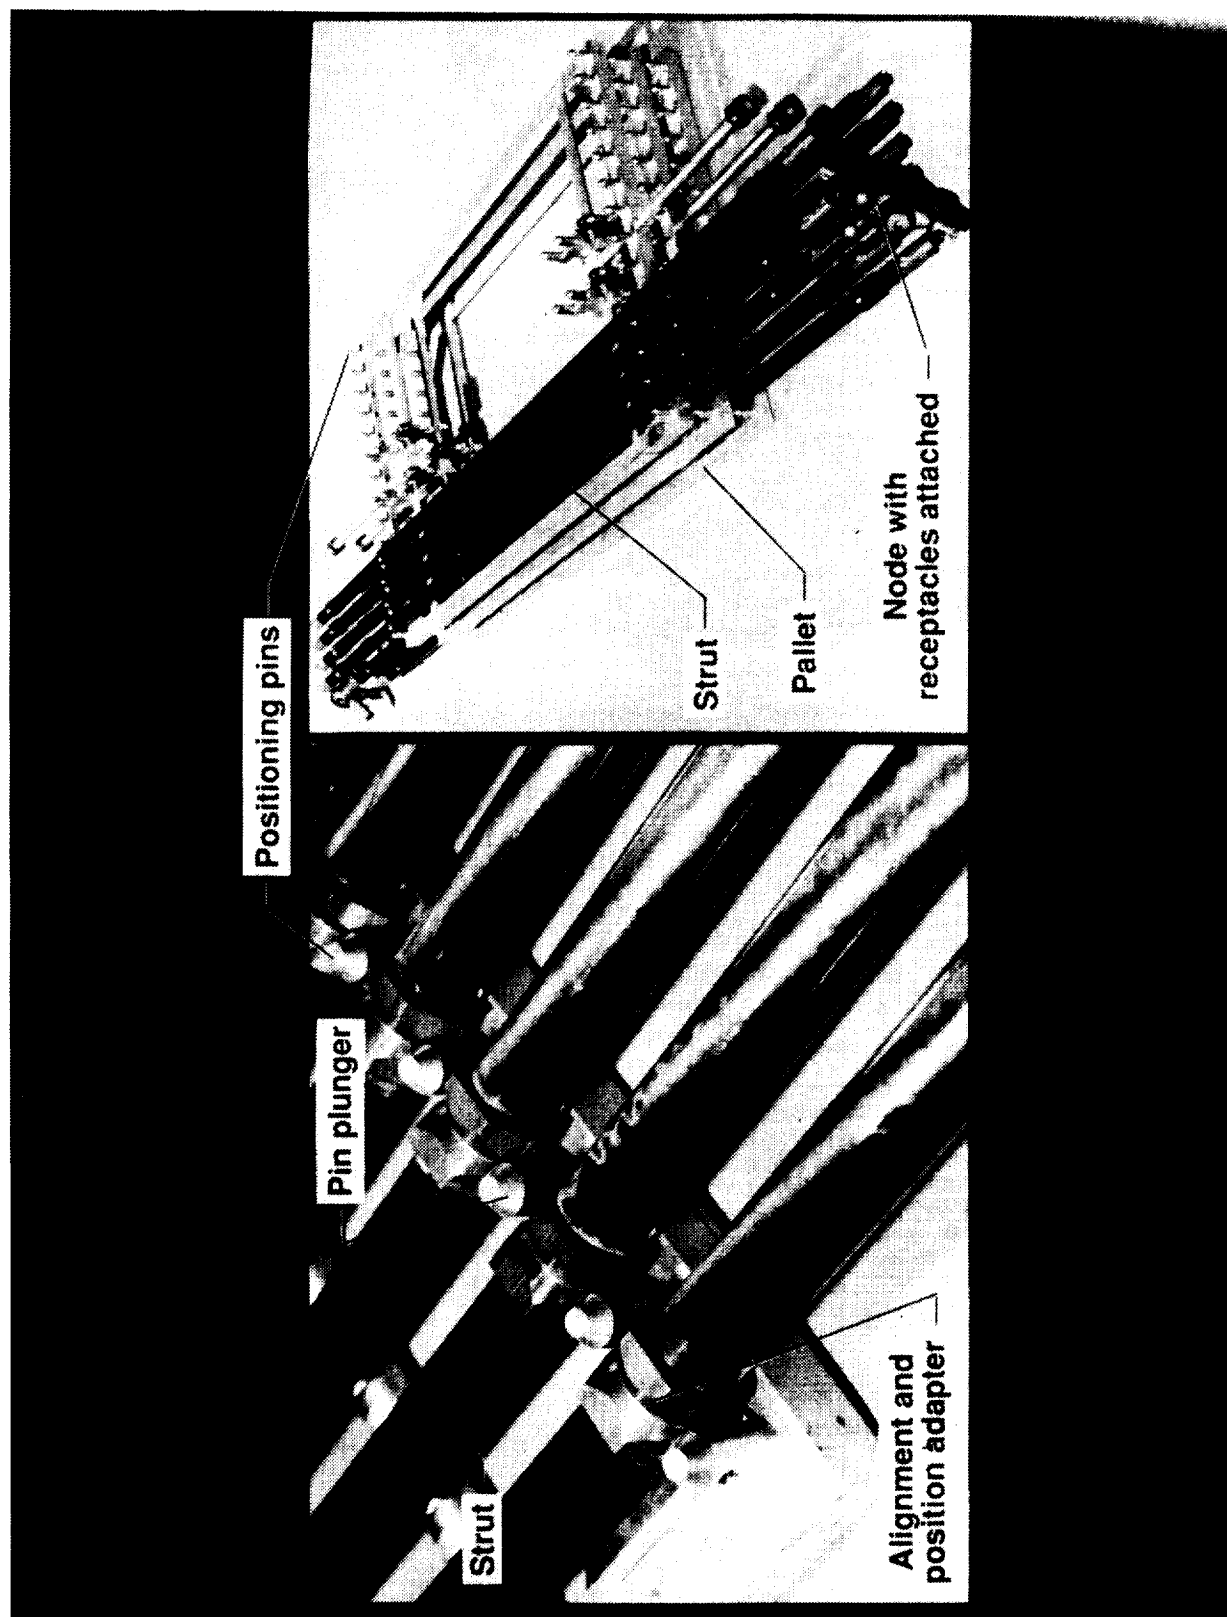 Positioning pins
Pin plunger
Strut
Alignment and
position adapter
Strut
Pallet
Node with
receptacles attached